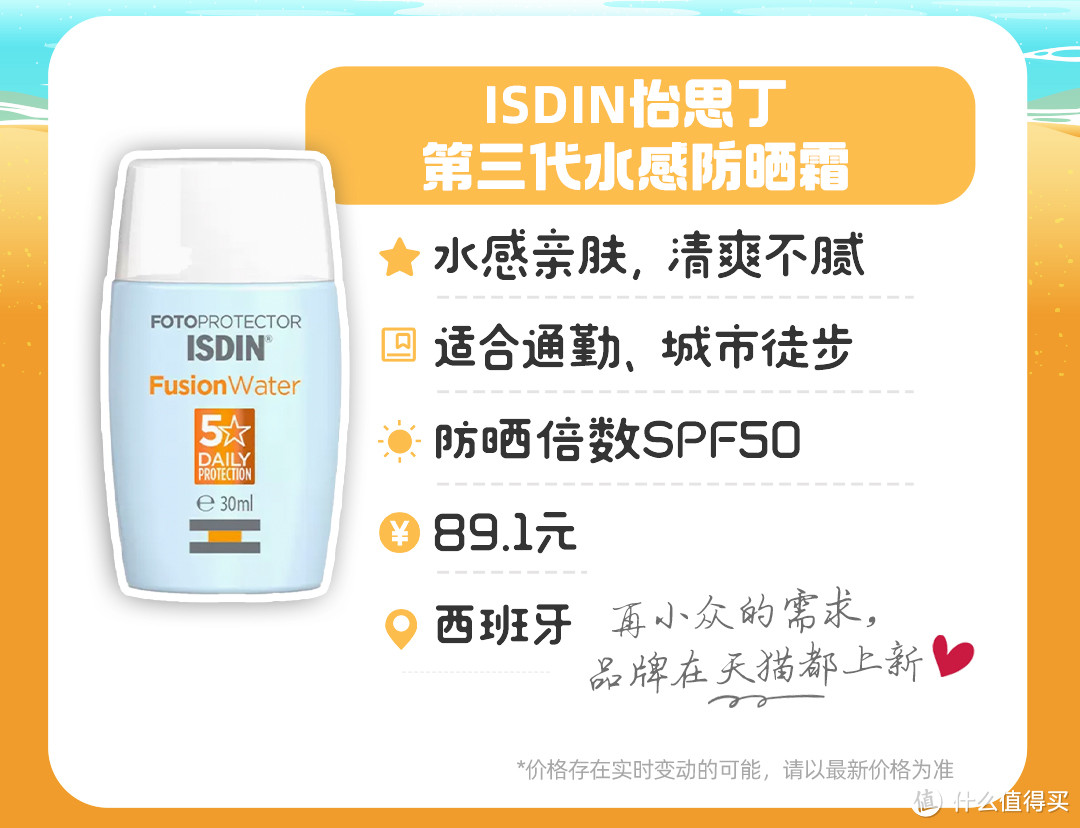 ISDIN怡思丁
第三代水感防晒霜
水感亲肤，清爽不腻
适合通勤、城市徒步
防晒倍数SPF50
89.1元
西班牙
再小众的需求，
品牌在天猫都上新
*价格存在实时变动的可能，请以最新价格为准
FOTOPROTECTOR
ISDIN®
FusionWater
5☆
DAILY
PROTECTION
℮ 30ml
值 什么值得买